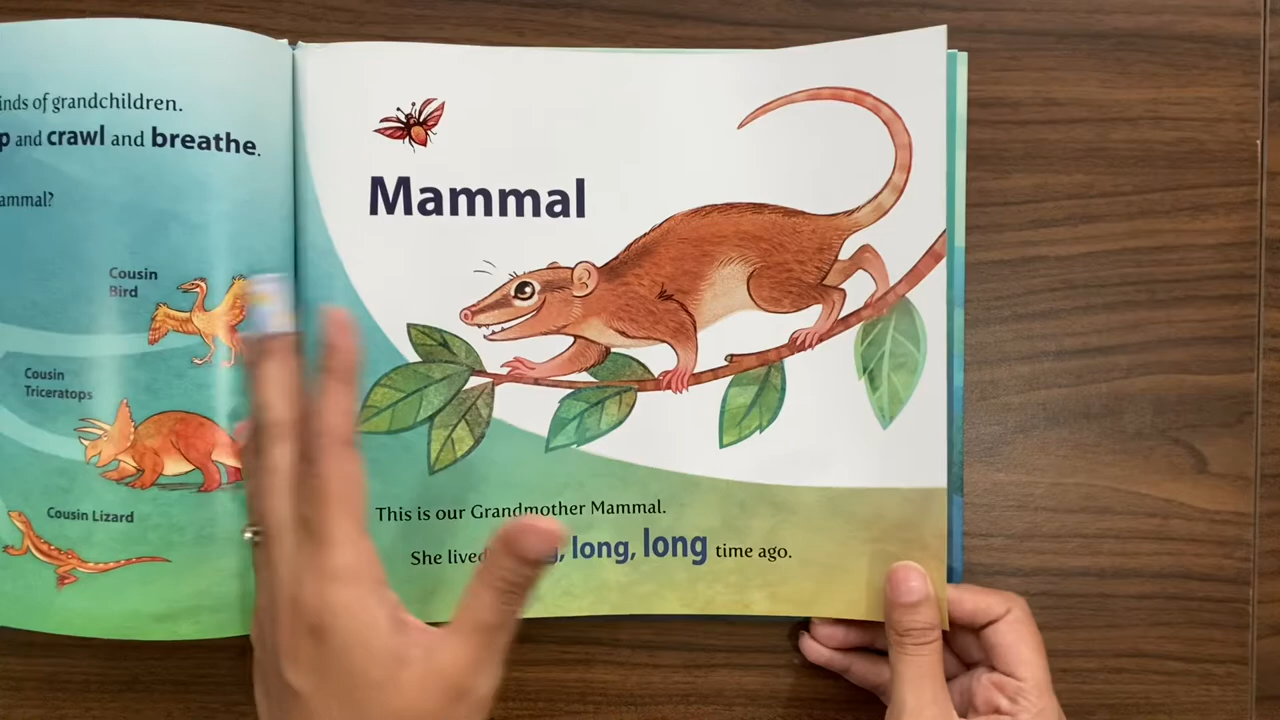 inds of grandchildren.
p and crawl and breathe.
ammal?
Cousin
Bird
Cousin
Triceratops
Cousin Lizard
Mammal
This is our Grandmother Mammal.
She lived long, long time ago.